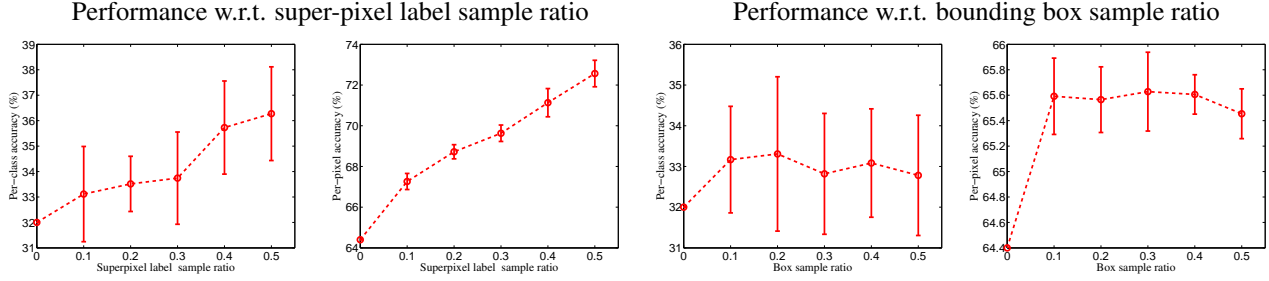 Performance w.r.t. super-pixel label sample ratio
Performance w.r.t. bounding box sample ratio
39
38
37
36
35
34
33
32
31
Per−class accuracy (%)
0 0.1 0.2 0.3 0.4 0.5
Superpixel label sample ratio
74
72
70
68
66
64
Per−pixel accuracy (%)
0 0.1 0.2 0.3 0.4 0.5
Superpixel label sample ratio
36
35
34
33
32
31
Per−class accuracy (%)
0 0.1 0.2 0.3 0.4 0.5
Box sample ratio
66
65.8
65.6
65.4
65.2
65
64.8
64.6
64.4
Per−pixel accuracy (%)
0 0.1 0.2 0.3 0.4 0.5
Box sample ratio